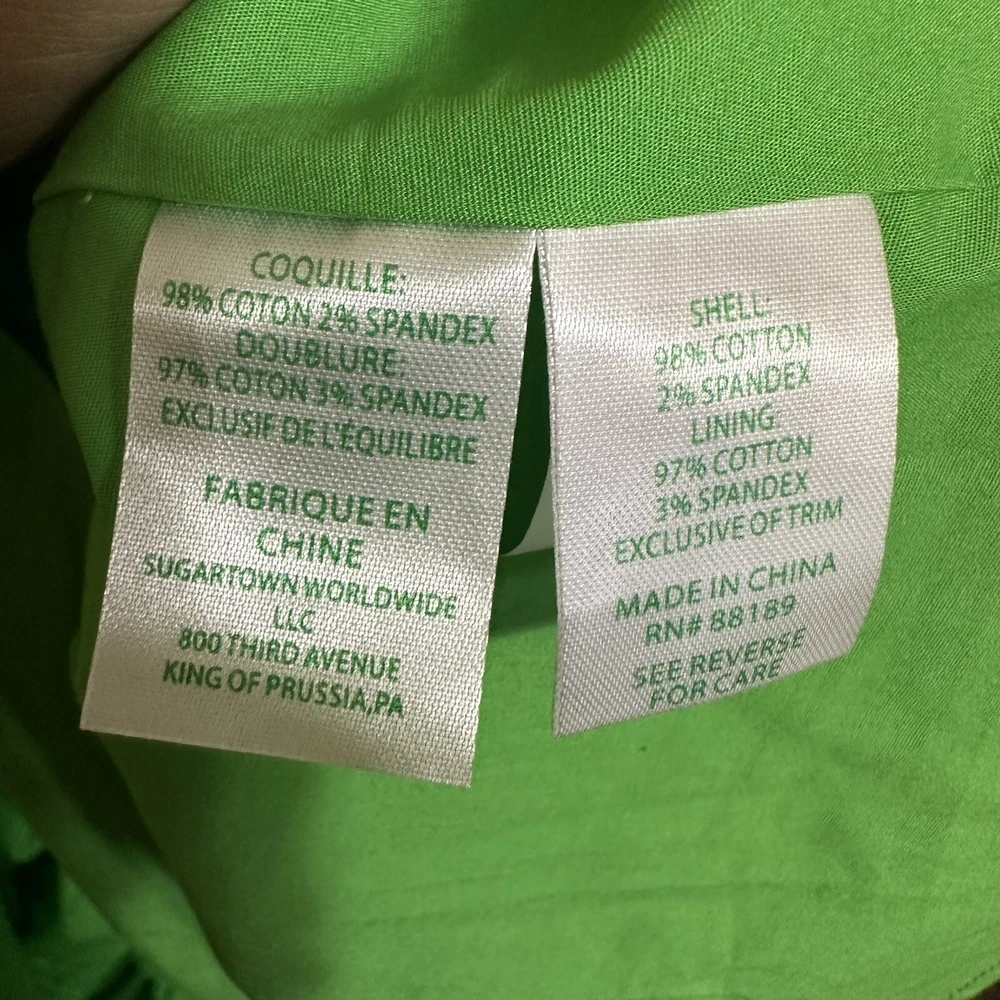 COQUILLE:
98% COTON 2% SPANDEX
DOUBLURE:
97% COTON 3% SPANDEX
EXCLUSIF DE L'ÉQUILIBRE
FABRIQUE EN
CHINE
SUGARTOWN WORLDWIDE
LLC
800 THIRD AVENUE
KING OF PRUSSIA,PA
SHELL:
98% COTTON
2% SPANDEX
LINING
97% COTTON
3% SPANDEX
EXCLUSIVE OF TRIM
MADE IN CHINA
RN# 88189
SEE REVERSE
FOR CARE